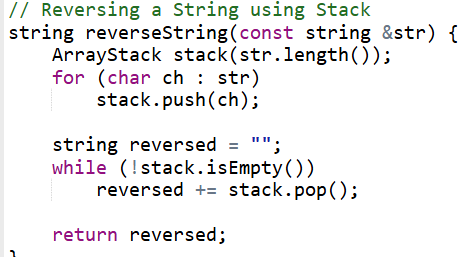 // Reversing a String using Stack
string reverseString(const string &str) {
    ArrayStack stack(str.length());
    for (char ch : str)
        stack.push(ch);

    string reversed = "";
    while (!stack.isEmpty())
        reversed += stack.pop();

    return reversed;
}